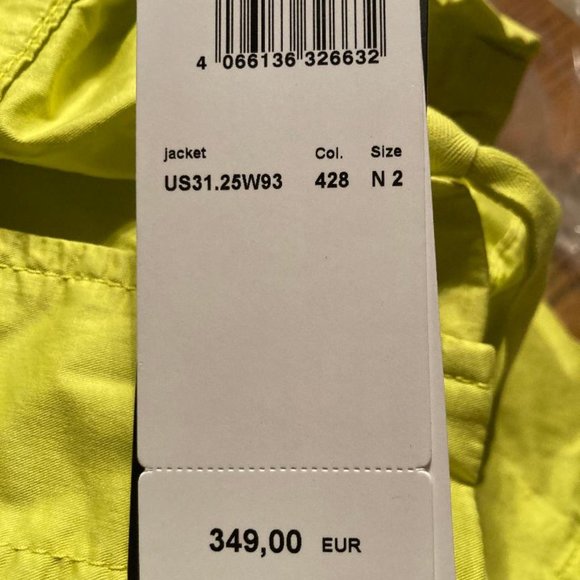 4 066136 326632
jacket Col. Size
US31.25W93 428 N 2
349,00 EUR